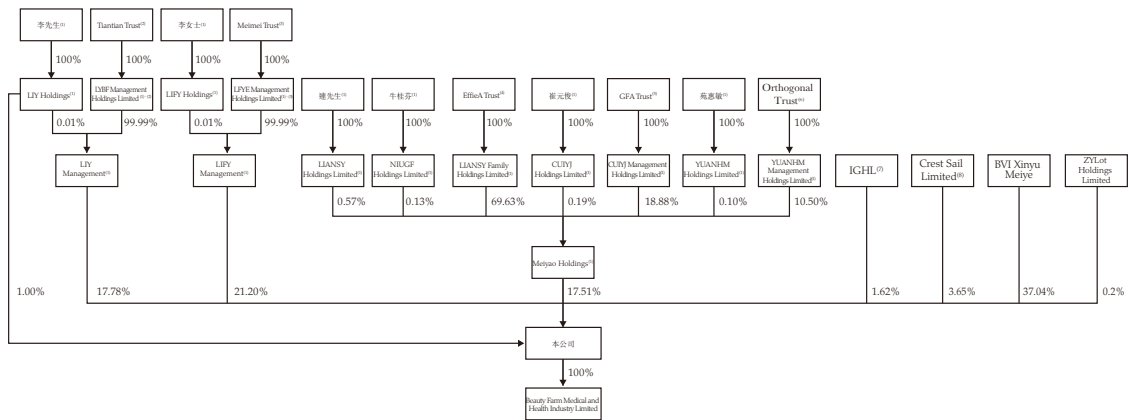 李先生(1)
Tiantian Trust(2)
李女士(1)
Meimei Trust(3)
100%
100%
100%
100%
LIY Holdings(1)
LYBF Management
Holdings Limited(1)(2)
LIFY Holdings(1)
LFYE Management
Holdings Limited(1)(3)
連先生(1)
牛桂芬(1)
EffieA Trust(4)
崔元俊(1)
GFA Trust(5)
苑惠敏(1)
Orthogonal
Trust(6)
0.01%
99.99%
0.01%
99.99%
100%
100%
100%
100%
100%
100%
100%
LIY
Management(1)
LIFY
Management(1)
LIANSY
Holdings Limited(1)
NIUGF
Holdings Limited(1)
LIANSY Family
Holdings Limited(1)
CUIYJ
Holdings Limited(1)
CUIYJ Management
Holdings Limited(1)
YUANHM
Holdings Limited(1)
YUANHM
Management
Holdings Limited(1)
IGHL(7)
Crest Sail
Limited(8)
BVI Xinyu
Meiye
ZYLot
Holdings
Limited
0.57%
0.13%
69.63%
0.19%
18.88%
0.10%
10.50%
Meiyao Holdings(1)
1.00%
17.78%
21.20%
17.51%
1.62%
3.65%
37.04%
0.2%
本公司
100%
Beauty Farm Medical and
Health Industry Limited